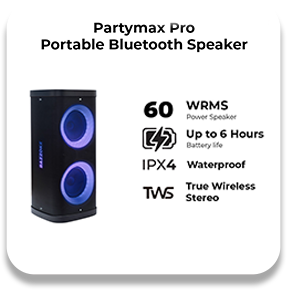 Partymax Pro
Portable Bluetooth Speaker
60 WRMS
Power Speaker
Up to 6 Hours
Battery life
IPX4 Waterproof
TWS True Wireless
Stereo